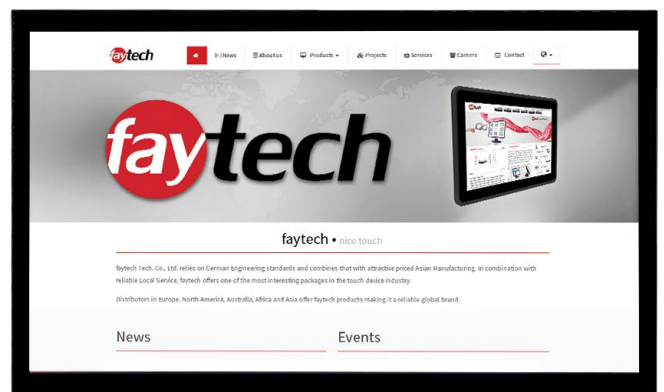 faytech
News
About us
Products
Projects
Services
Careers
Contact
faytech
faytech • nice touch
faytech Tech. Co., Ltd. relies on German Engineering standards and combines that with attractive priced Asian Manufacturing. In combination with
reliable Local Service, faytech offers one of the most interesting packages in the touch device industry.
Distributors in Europe, North America, Australia, Africa and Asia offer faytech products making it a reliable global brand.
News
Events